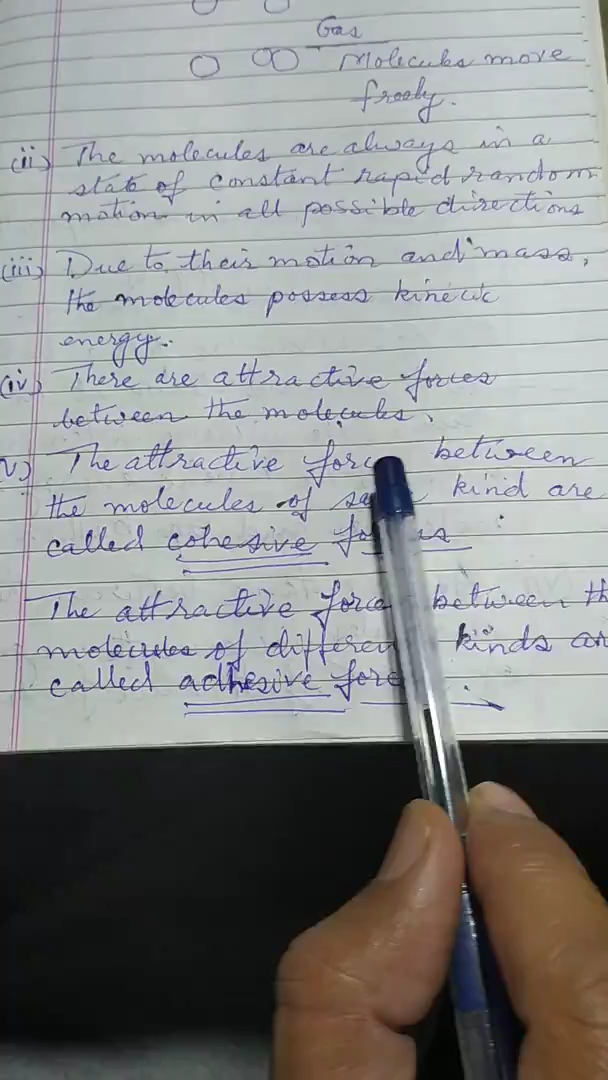 Gas
Molecules move
freely.
(ii) The molecules are always in a
state of constant rapid random
motion in all possible directions
(iii) Due to their motion and mass,
the molecules possess kinetic
energy.
(iv) There are attractive forces
between the molecules.
v) The attractive between
the molecules of kind are
called cohesive
The attractive between th
molecules of kinds ar
called adhesive